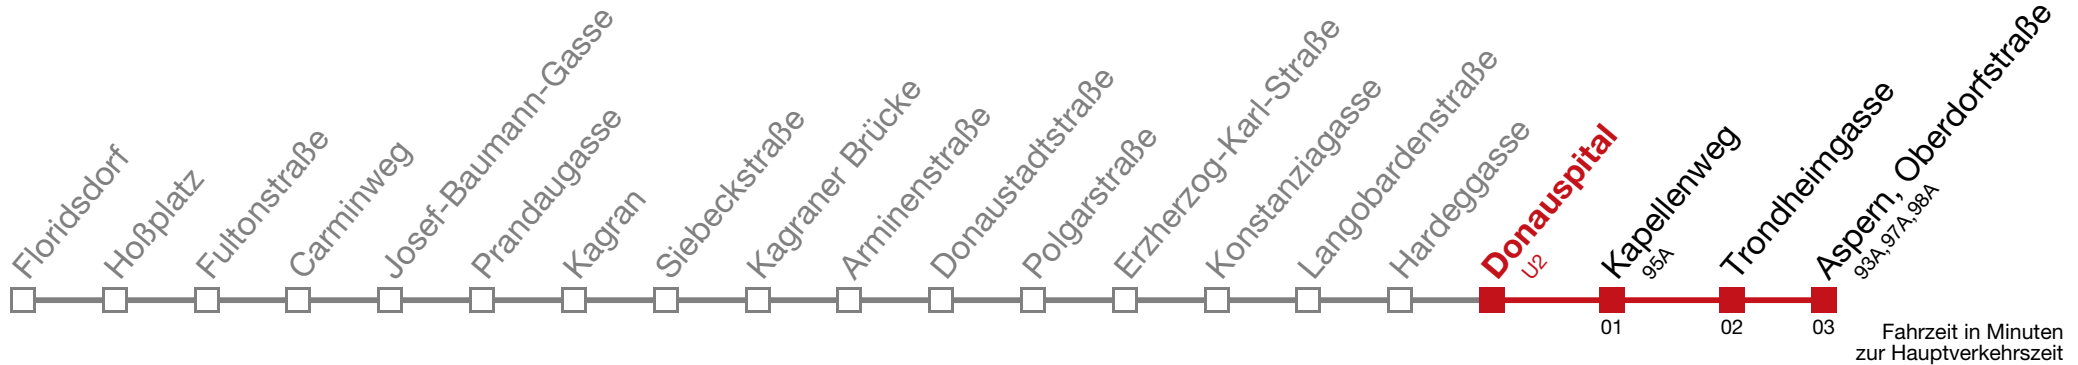 Floridsdorf
Hoßplatz
Fultonstraße
Carminweg
Josef-Baumann-Gasse
Prandaugasse
Kagran
Siebeckstraße
Kagraner Brücke
Arminenstraße
Donaustadtstraße
Polgarstraße
Erzherzog-Karl-Straße
Konstanziagasse
Langobardenstraße
Hardeggasse
Donauspital
U2
Kapellenweg
95A
Trondheimgasse
Aspern, Oberdorfstraße
93A,97A,98A
01
02
03
Fahrzeit in Minuten
zur Hauptverkehrszeit